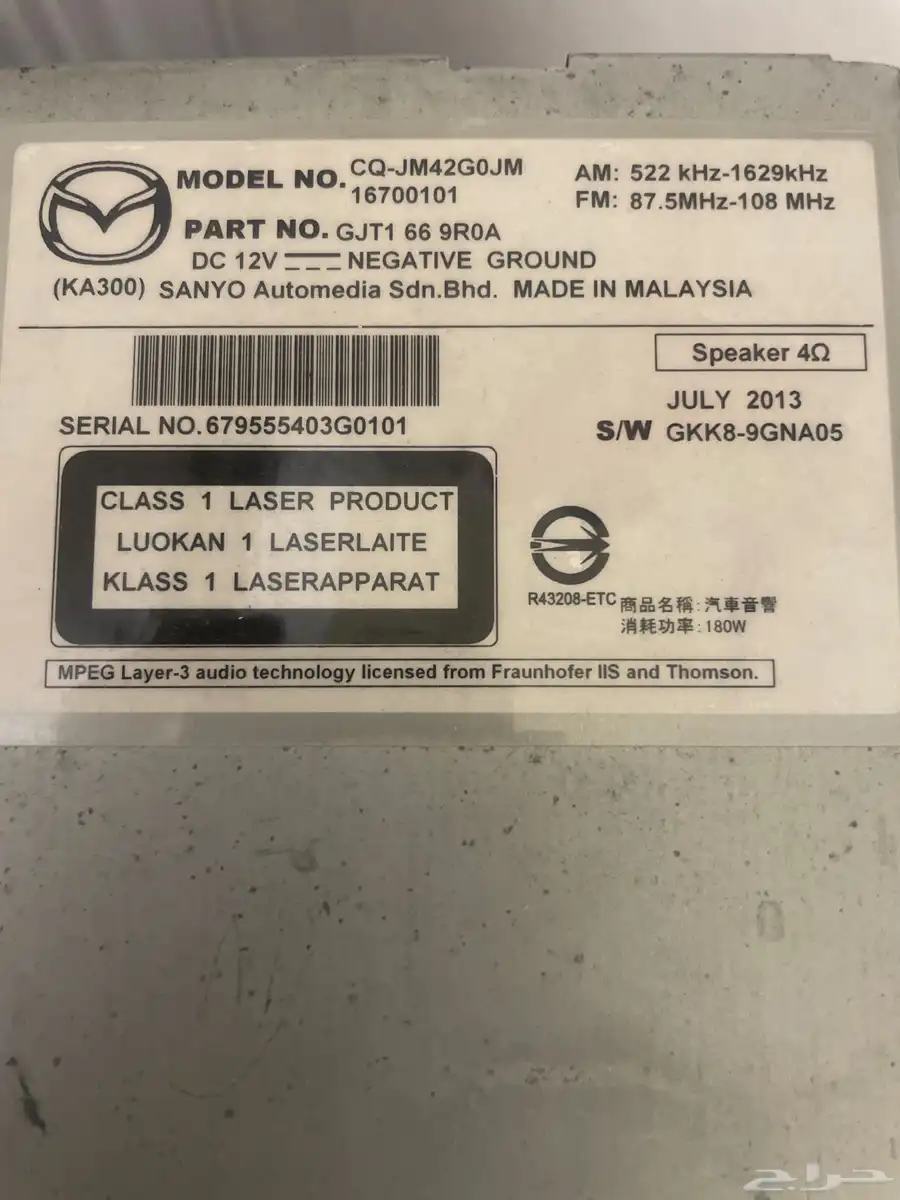 MODEL NO. CQ-JM42G0JM
16700101
AM: 522 kHz-1629kHz
FM: 87.5MHz-108 MHz
PART NO. GJT1 66 9R0A
DC 12V NEGATIVE GROUND
(KA300) SANYO Automedia Sdn.Bhd. MADE IN MALAYSIA
Speaker 4Ω
SERIAL NO. 679555403G0101
JULY 2013
S/W GKK8-9GNA05
CLASS 1 LASER PRODUCT
LUOKAN 1 LASERLAITE
KLASS 1 LASERAPPARAT
R43208-ETC
商品名稱:汽車音響
消耗功率:180W
MPEG Layer-3 audio technology licensed from Fraunhofer IIS and Thomson.
حراج